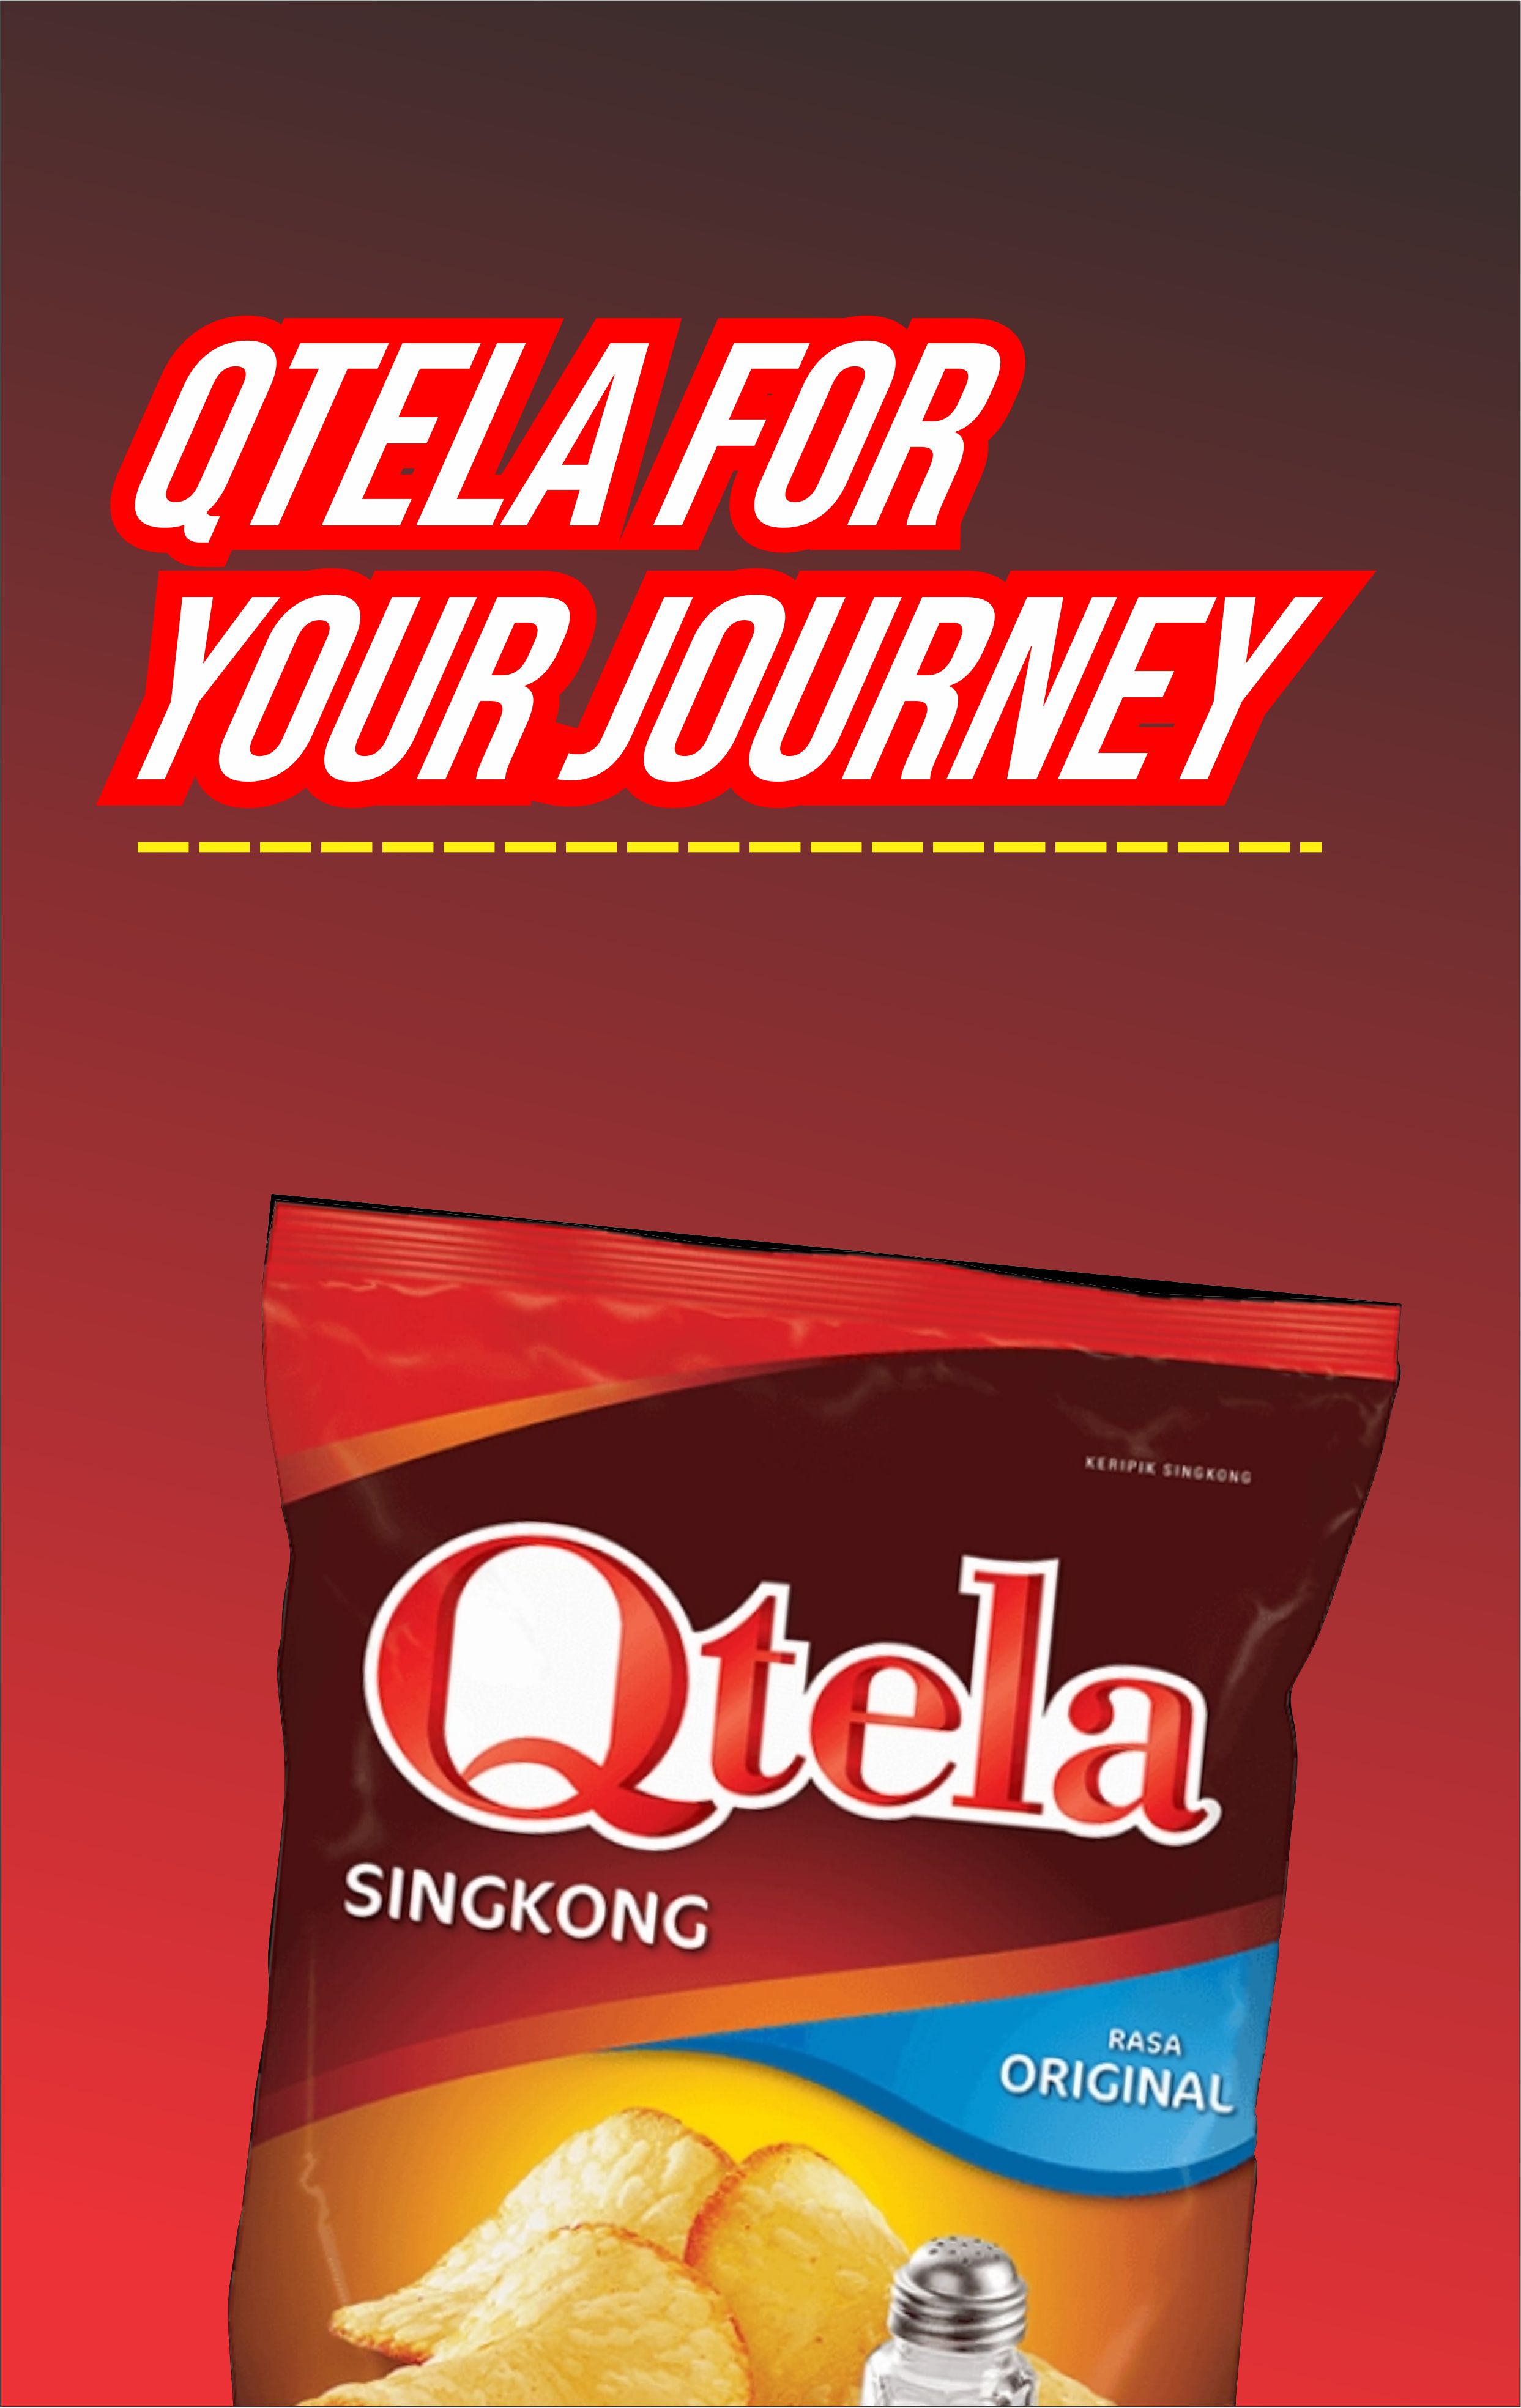 QTELA FOR
YOUR JOURNEY
KERIPIK SINGKONG
Qtela
SINGKONG
RASA
ORIGINAL